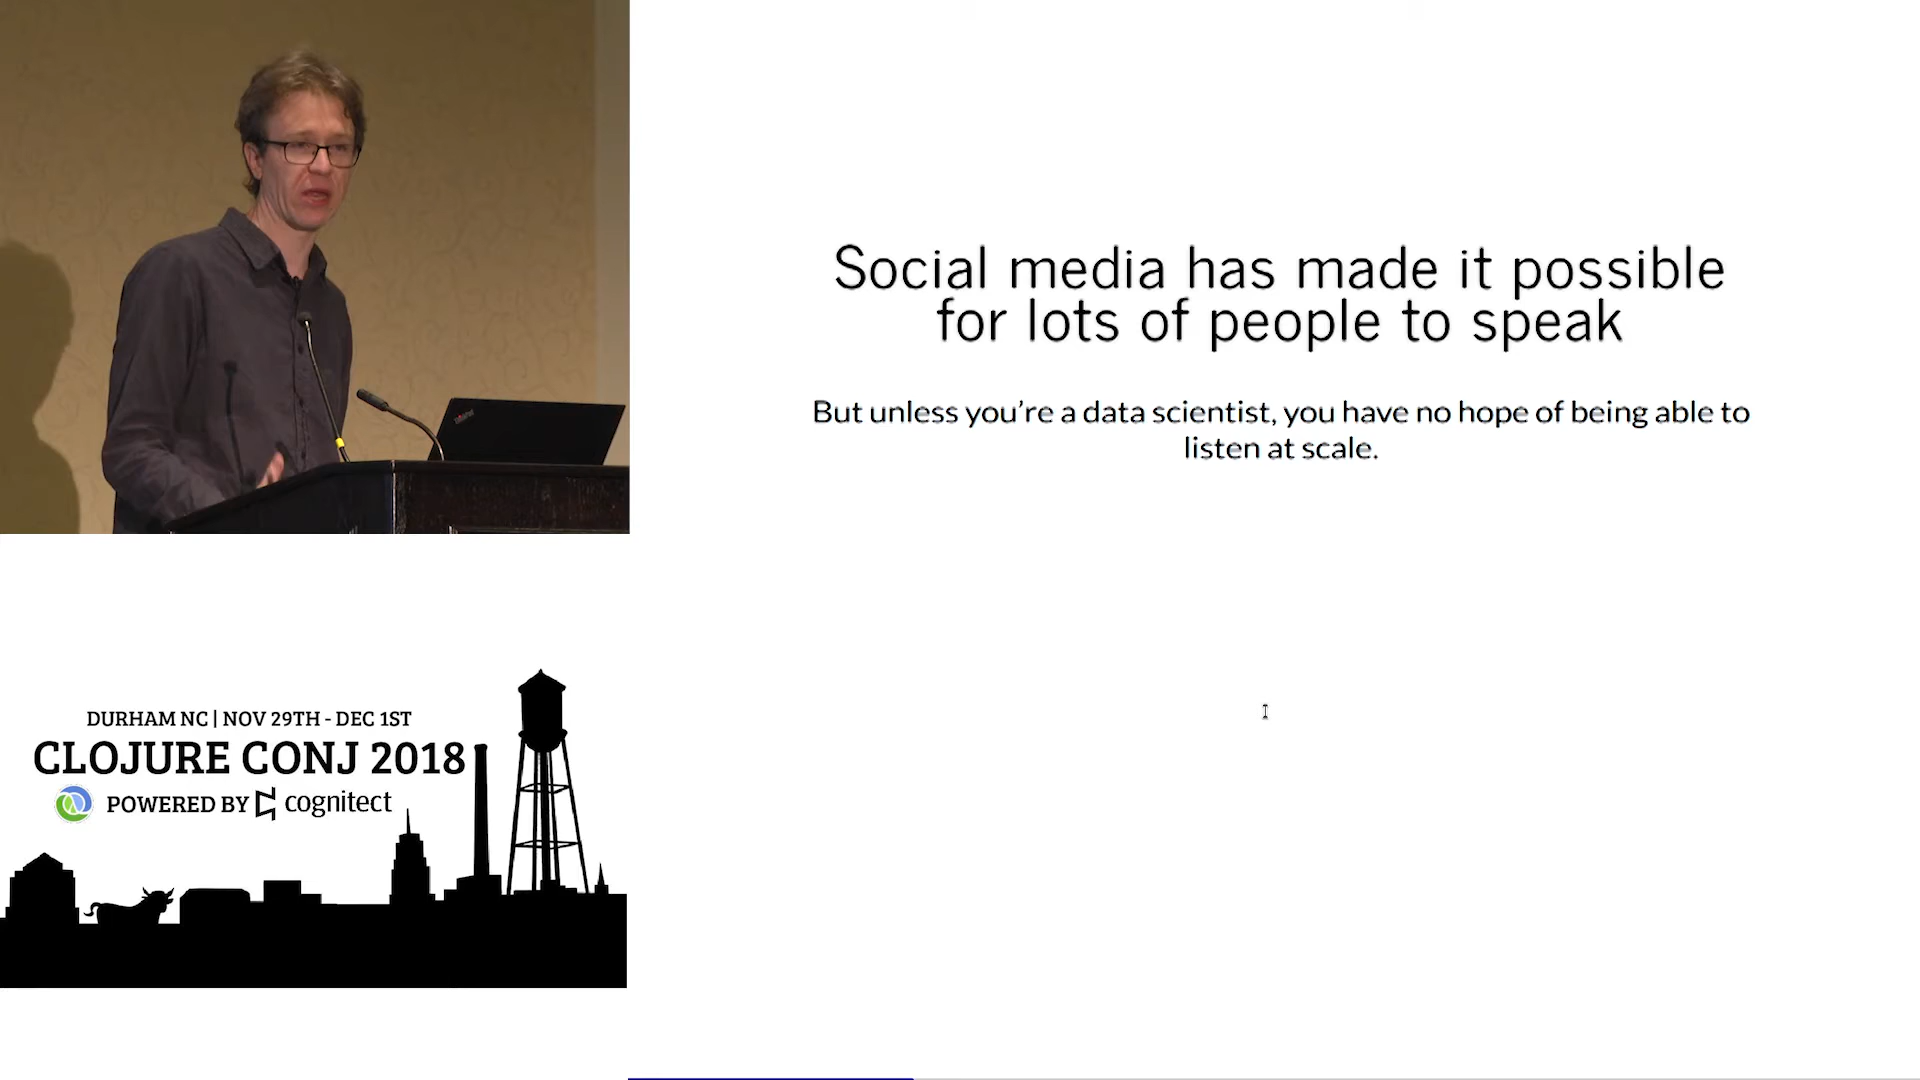 Social media has made it possible
for lots of people to speak
But unless you're a data scientist, you have no hope of being able to
listen at scale.
DURHAM NC | NOV 29TH - DEC 1ST
CLOJURE CONJ 2018
POWERED BY cognitect